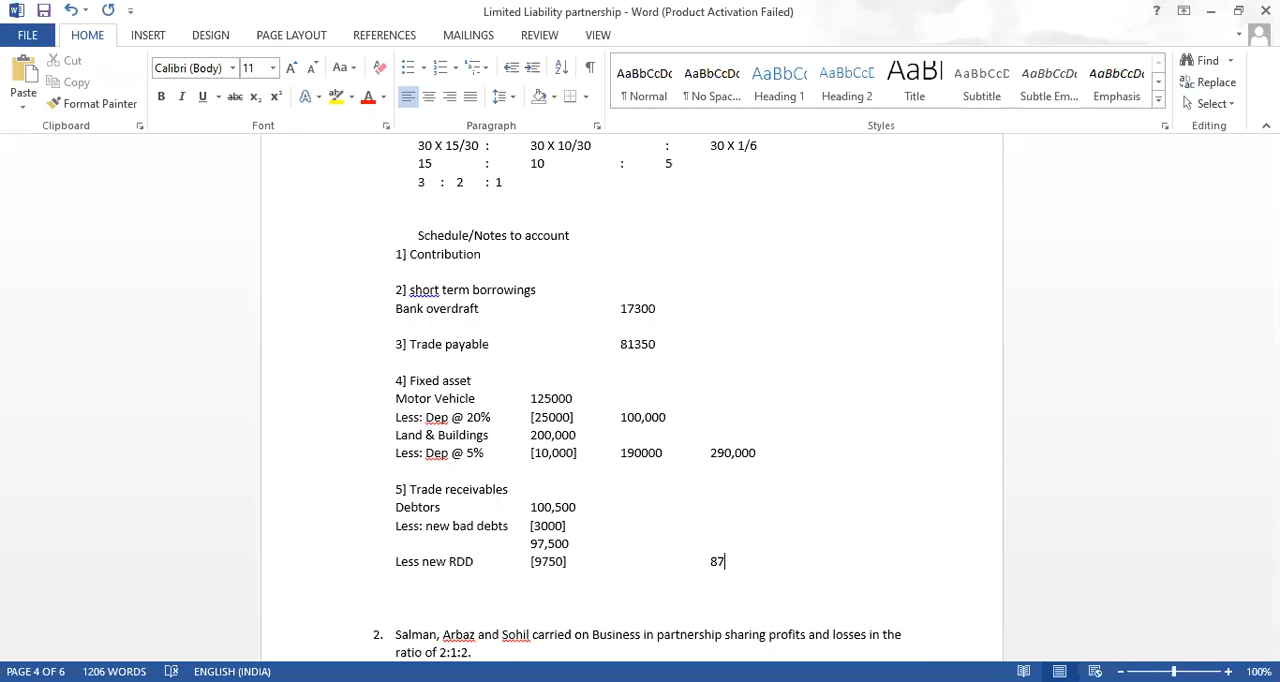 Limited Liability partnership - Word (Product Activation Failed)
FILE HOME INSERT DESIGN PAGE LAYOUT REFERENCES MAILINGS REVIEW VIEW
Paste
Cut
Copy
Format Painter
Clipboard
Calibri (Body) 11
Font
Paragraph
AaBbCcDc AaBbCcDc AaBbCc AaBbCcD AaBl AaBbCcD AaBbCcDc AaBbCcDc
¶ Normal ¶ No Spac... Heading 1 Heading 2 Title Subtitle Subtle Em... Emphasis
Styles
Find
Replace
Select
Editing
30 X 15/30 : 30 X 10/30 : 30 X 1/6
15 : 10 : 5
3 : 2 : 1
Schedule/Notes to account
1] Contribution
2] short term borrowings
Bank overdraft 17300
3] Trade payable 81350
4] Fixed asset
Motor Vehicle 125000
Less: Dep @ 20% [25000] 100,000
Land & Buildings 200,000
Less: Dep @ 5% [10,000] 190000 290,000
5] Trade receivables
Debtors 100,500
Less: new bad debts [3000]
97,500
Less new RDD [9750] 87
2. Salman, Arbaz and Sohil carried on Business in partnership sharing profits and losses in the
ratio of 2:1:2.
PAGE 4 OF 6 1206 WORDS ENGLISH (INDIA) 100%